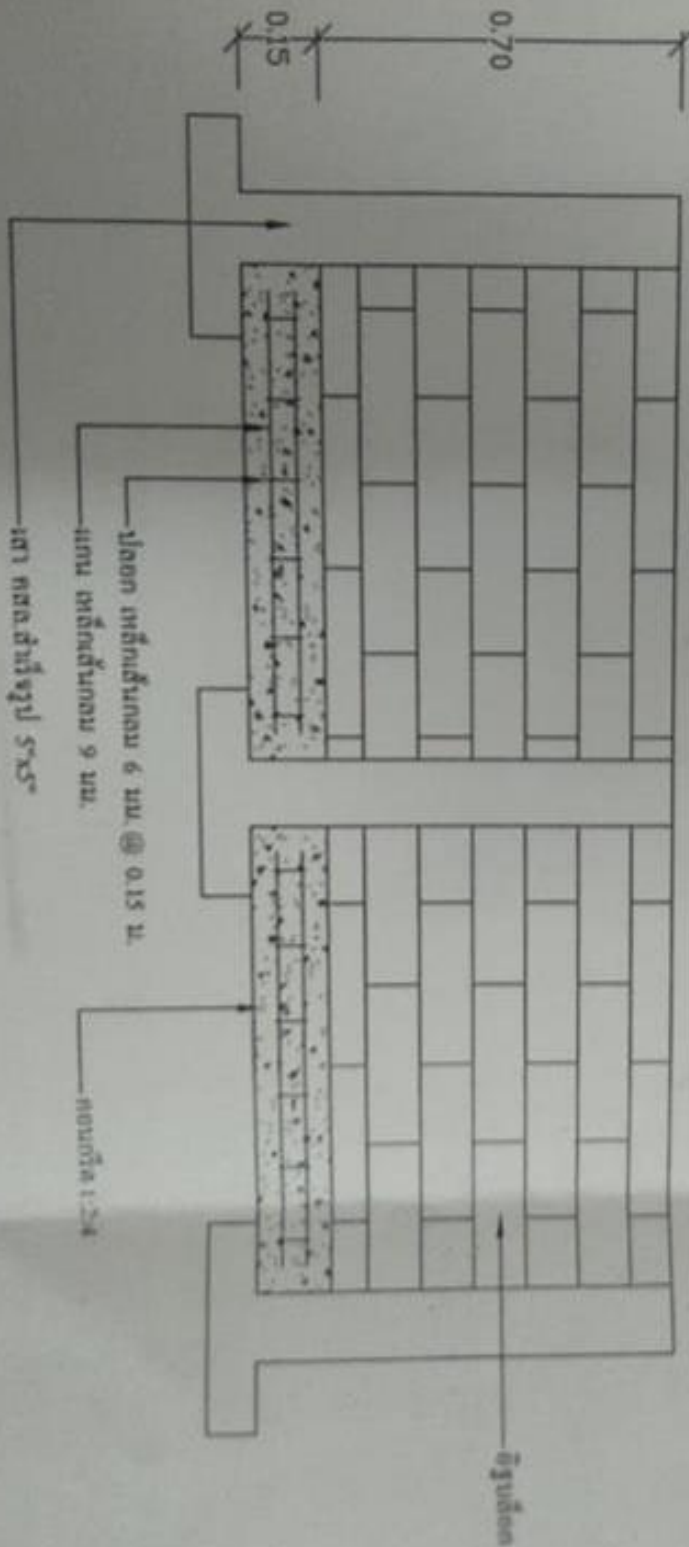 0.70
0.15
อิฐบล็อก
คอนกรีต 1:2:4
ปลอก เหล็กเส้นกลม 6 มม. @ 0.15 ม.
แกน เหล็กเส้นกลม 9 มม.
เสา คสล.สำเร็จรูป 5"x5"